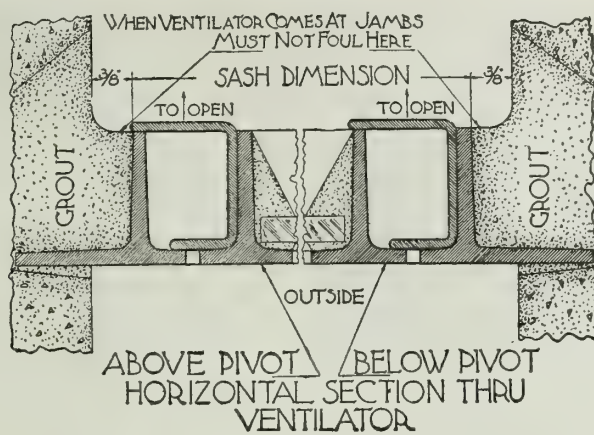 WHEN VENTILATOR COMES AT JAMBS
MUST NOT FOUL HERE
3/8" SASH DIMENSION 3/8"
TO OPEN TO OPEN
GROUT GROUT
OUTSIDE
ABOVE PIVOT BELOW PIVOT
HORIZONTAL SECTION THRU
VENTILATOR